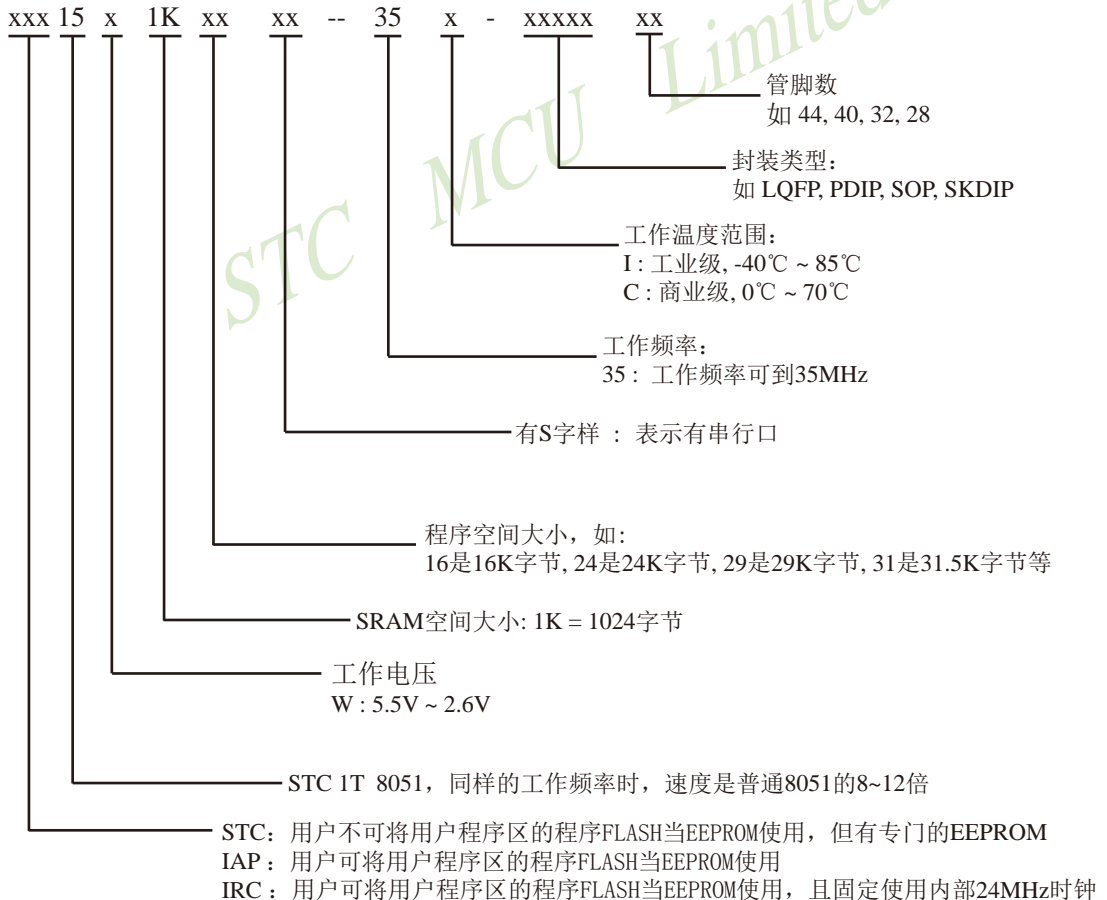 xxx 15 x 1K xx xx -- 35 x - xxxxx xx
管脚数
如 44, 40, 32, 28
封装类型:
如 LQFP, PDIP, SOP, SKDIP
工作温度范围:
I : 工业级, -40℃ ~ 85℃
C : 商业级, 0℃ ~ 70℃
工作频率:
35 : 工作频率可到35MHz
有S字样 : 表示有串行口
程序空间大小，如:
16是16K字节, 24是24K字节, 29是29K字节, 31是31.5K字节等
SRAM空间大小: 1K = 1024字节
工作电压
W : 5.5V ~ 2.6V
STC 1T 8051，同样的工作频率时，速度是普通8051的8~12倍
STC：用户不可将用户程序区的程序FLASH当EEPROM使用，但有专门的EEPROM
IAP：用户可将用户程序区的程序FLASH当EEPROM使用
IRC：用户可将用户程序区的程序FLASH当EEPROM使用，且固定使用内部24MHz时钟
STC MCU Limited